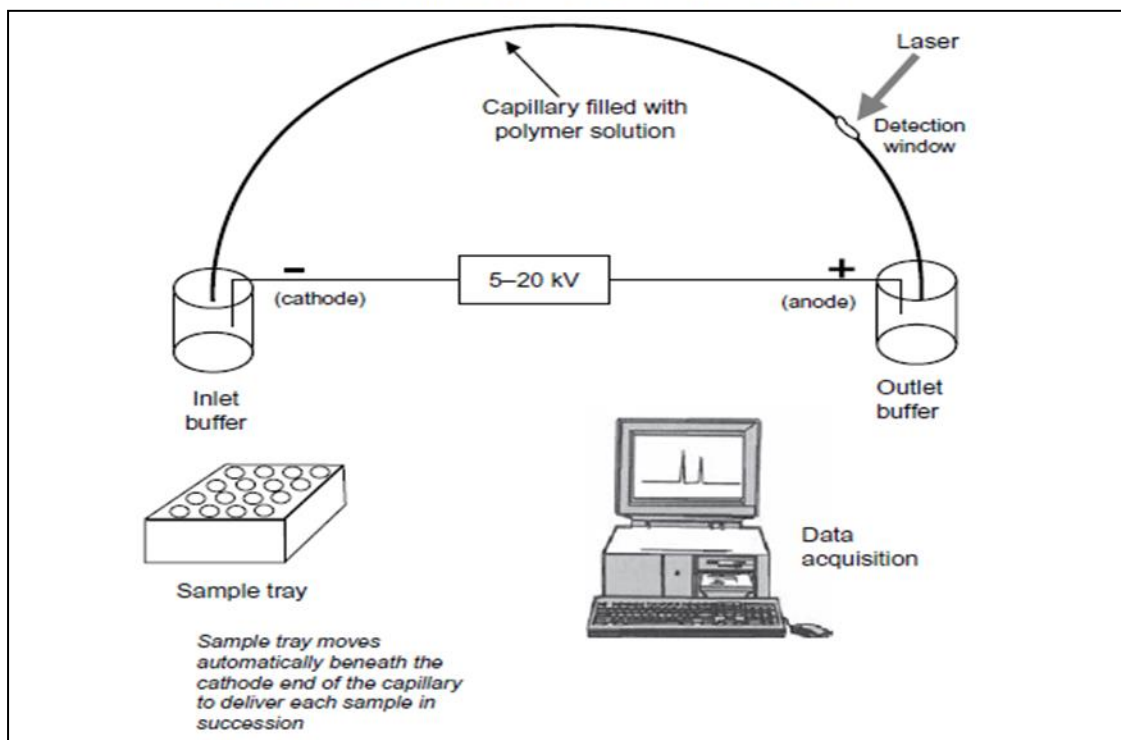 Laser
Capillary filled with
polymer solution
Detection
window
–
+
5–20 kV
(cathode)
(anode)
Inlet
buffer
Outlet
buffer
Data
acquisition
Sample tray
Sample tray moves
automatically beneath the
cathode end of the capillary
to deliver each sample in
succession